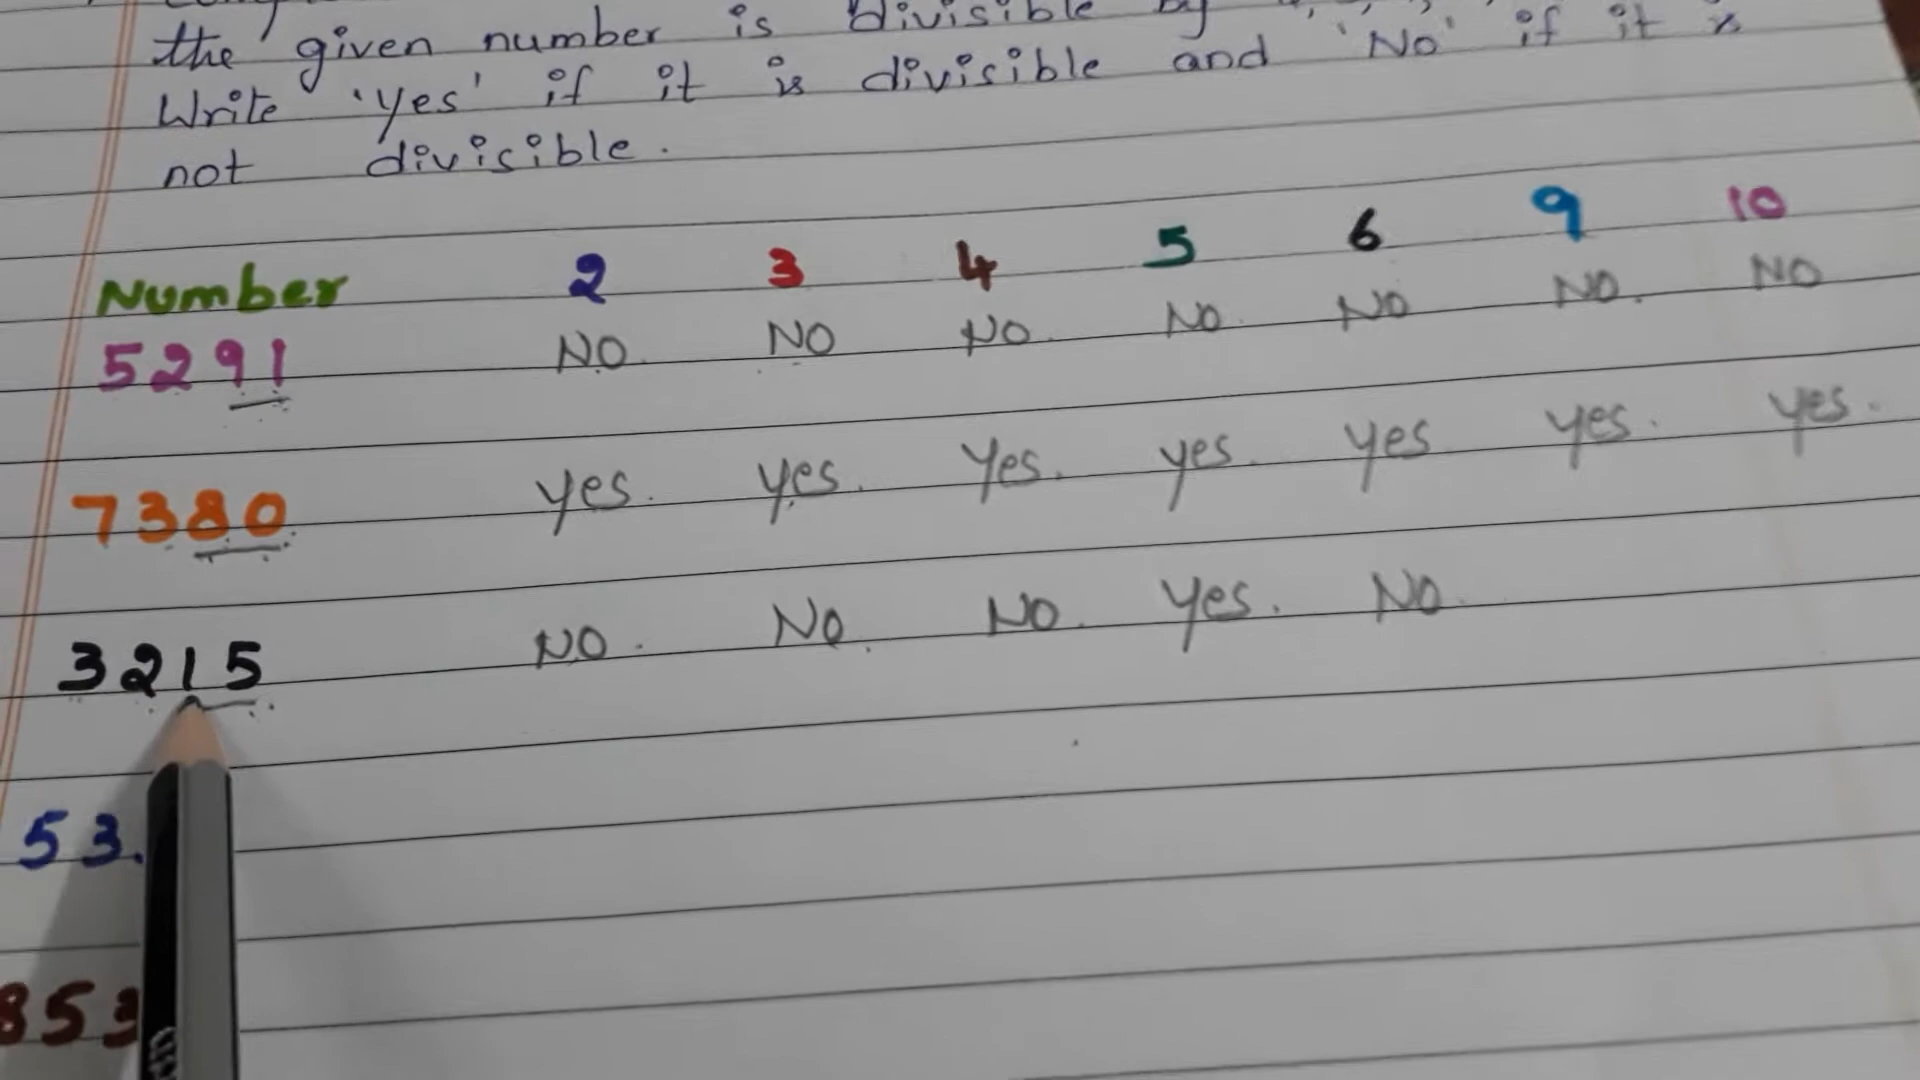 the given number is divisible by
Write 'yes' if it is divisible and 'No' if it is
not divisible.
Number 2 3 4 5 6 9 10
5291 NO. NO NO. NO. NO NO. NO
7380 yes. yes. yes. yes. yes yes. yes.
3215 NO. No. No. yes. No.
53
853